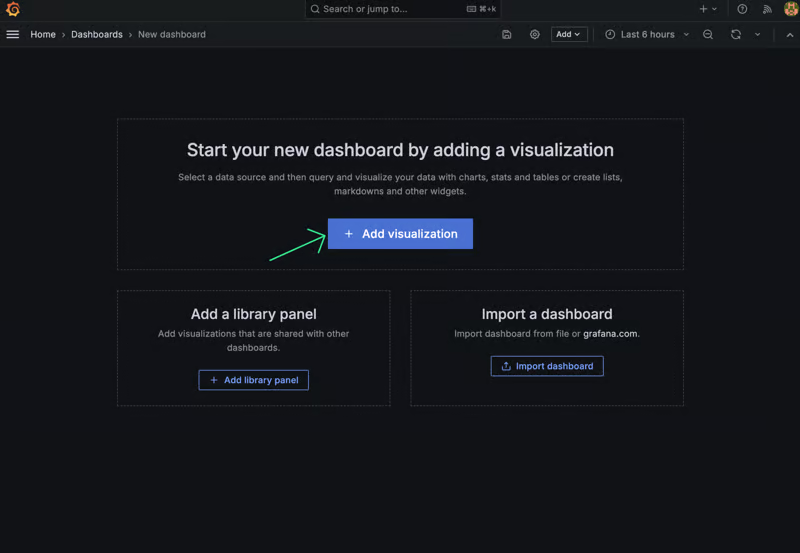 Search or jump to...
⌘+k
Home › Dashboards › New dashboard
Add
Last 6 hours
Start your new dashboard by adding a visualization
Select a data source and then query and visualize your data with charts, stats and tables or create lists,
markdowns and other widgets.
+ Add visualization
Add a library panel
Add visualizations that are shared with other
dashboards.
+ Add library panel
Import a dashboard
Import dashboard from file or grafana.com.
Import dashboard